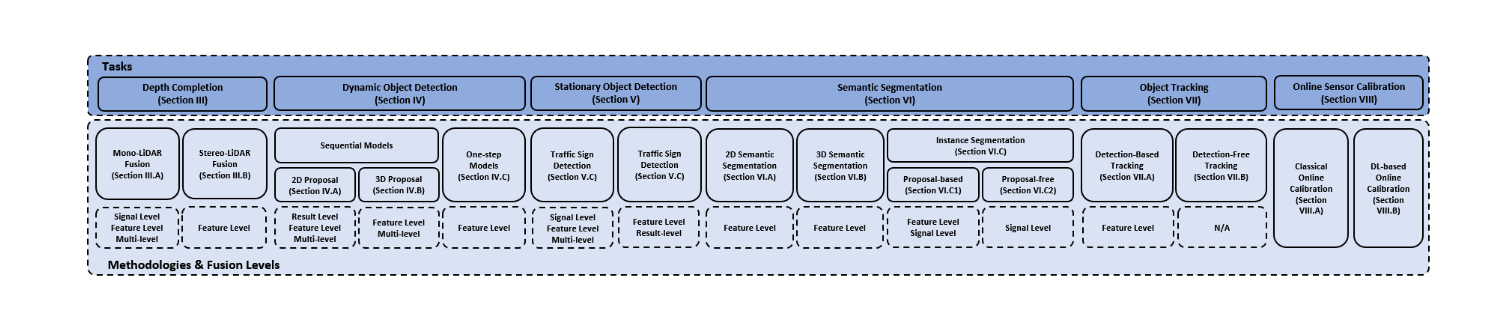 Tasks
Depth Completion
(Section III)
Dynamic Object Detection
(Section IV)
Stationary Object Detection
(Section V)
Semantic Segmentation
(Section VI)
Object Tracking
(Section VII)
Online Sensor Calibration
(Section VIII)
Mono-LiDAR
Fusion
(Section III.A)
Stereo-LiDAR
Fusion
(Section III.B)
Sequential Models
2D Proposal
(Section IV.A)
3D Proposal
(Section IV.B)
One-step
Models
(Section IV.C)
Traffic Sign
Detection
(Section V.C)
Traffic Sign
Detection
(Section V.C)
2D Semantic
Segmentation
(Section VI.A)
3D Semantic
Segmentation
(Section VI.B)
Instance Segmentation
(Section VI.C)
Proposal-based
(Section VI.C1)
Proposal-free
(Section VI.C2)
Detection-Based
Tracking
(Section VII.A)
Detection-Free
Tracking
(Section VII.B)
Classical
Online
Calibration
(Section
VIII.A)
DL-based
Online
Calibration
(Section
VIII.B)
Signal Level
Feature Level
Multi-level
Feature Level
Result Level
Feature Level
Multi-level
Feature Level
Multi-level
Feature Level
Signal Level
Feature Level
Multi-level
Feature Level
Result-level
Feature Level
Feature Level
Feature Level
Signal Level
Signal Level
Feature Level
N/A
Methodologies & Fusion Levels